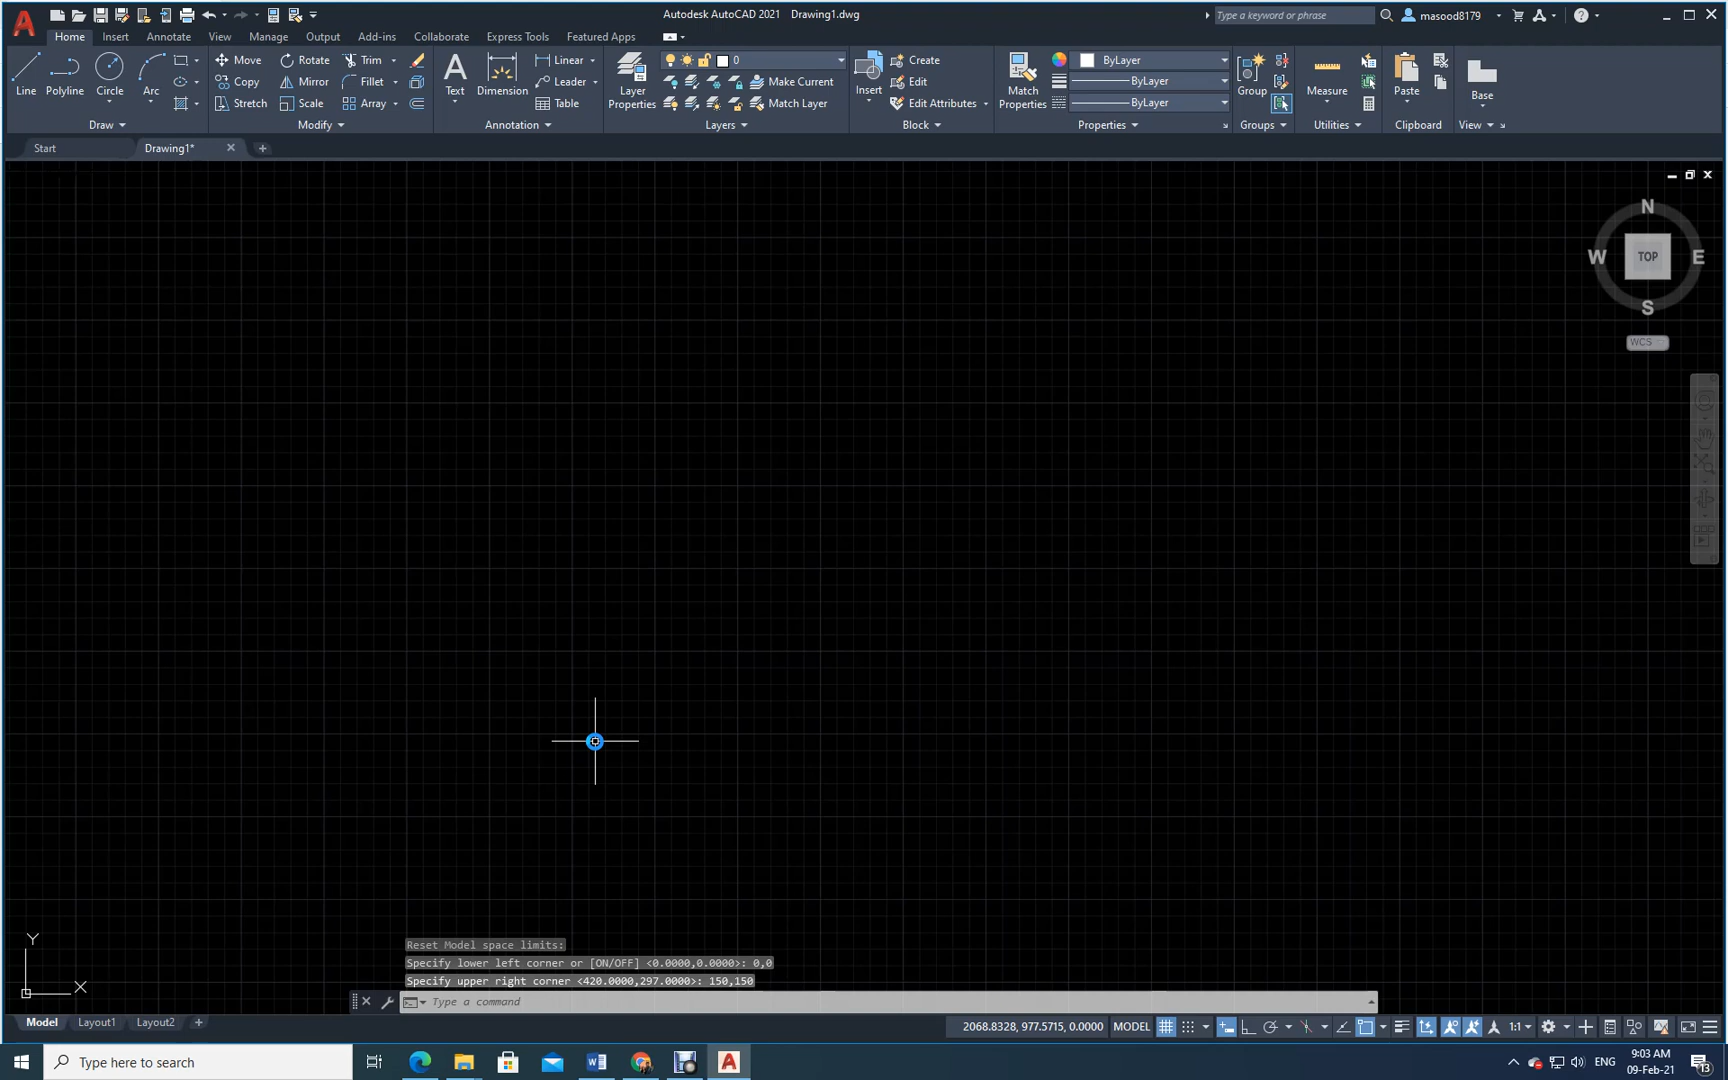 Autodesk AutoCAD 2021 Drawing1.dwg
Type a keyword or phrase
masood8179
Home Insert Annotate View Manage Output Add-ins Collaborate Express Tools Featured Apps
Line
Polyline
Circle
Arc
Draw
Move Rotate Trim
Copy Mirror Fillet
Stretch Scale Array
Modify
Text
Dimension
Linear
Leader
Table
Annotation
Layer
Properties
0
Make Current
Match Layer
Layers
Insert
Create
Edit
Edit Attributes
Block
Match
Properties
ByLayer
ByLayer
ByLayer
Properties
Group
Groups
Measure
Utilities
Paste
Clipboard
Base
View
Start Drawing1*
N
W TOP E
S
WCS
Y
X
Reset Model space limits:
Specify lower left corner or [ON/OFF] <0.0000,0.0000>: 0,0
Specify upper right corner <420.0000,297.0000>: 150,150
Type a command
Model Layout1 Layout2
2068.8328, 977.5715, 0.0000 MODEL 1:1
Type here to search
ENG
9:03 AM
09-Feb-21
13